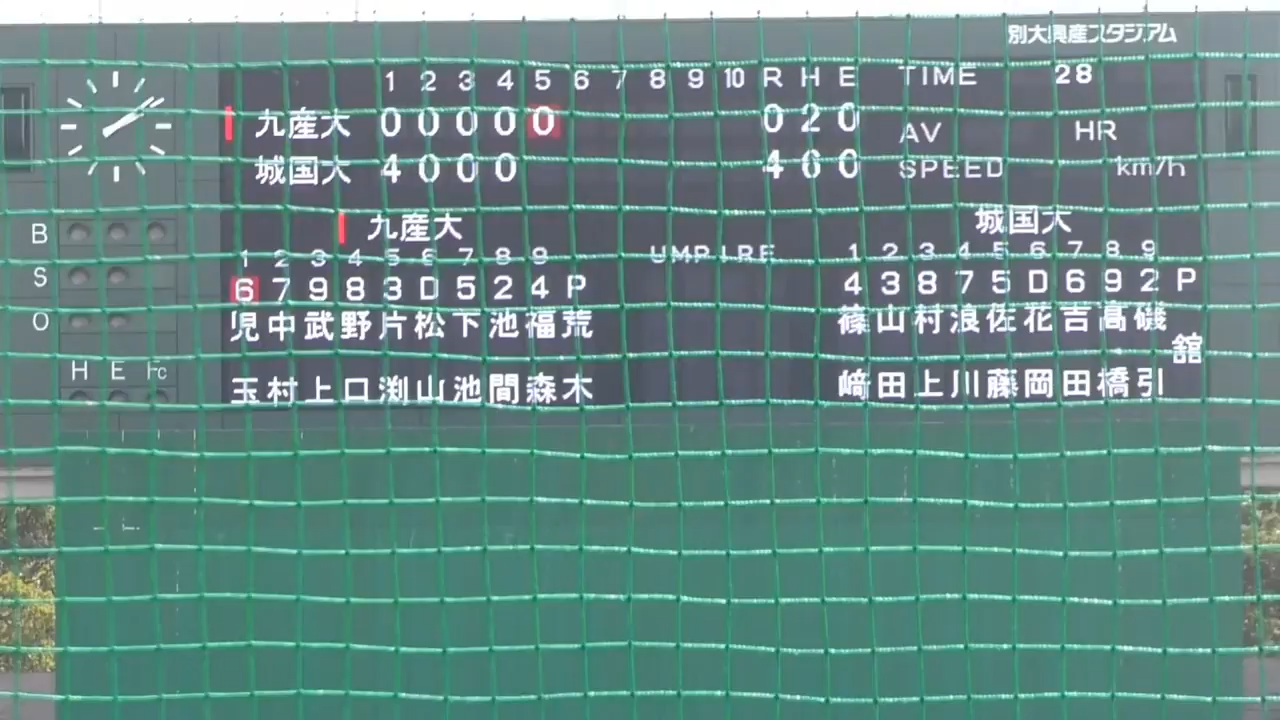 別大興産スタジアム
1 2 3 4 5 6 7 8 9 10 R H E TIME 28
九産大 0 0 0 0 0 0 2 0 AV HR
城国大 4 0 0 0 4 6 0 SPEED km/h
B 九産大 城国大
1 2 3 4 5 6 7 8 9 UMPIRE 1 2 3 4 5 6 7 8 9
S 6 7 9 8 3 D 5 2 4 P 4 3 8 7 5 D 6 9 2 P
O 児 中 武 野 片 松 下 池 福 荒 篠 山 村 浪 佐 花 吉 高 磯
舘
H E Fc
玉 村 上 口 渕 山 池 間 森 木 﨑 田 上 川 藤 岡 田 橋 引